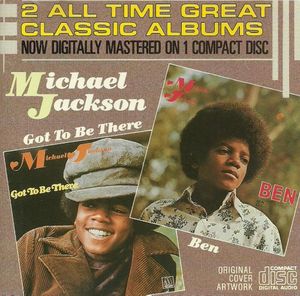 2 ALL TIME GREAT
CLASSIC ALBUMS
NOW DIGITALLY MASTERED ON 1 COMPACT DISC
Michael
Jackson
Got To Be There
Michael Jackson
Got To Be There
BEN
Ben
ORIGINAL
COVER
ARTWORK
COMPACT
disc
DIGITAL AUDIO